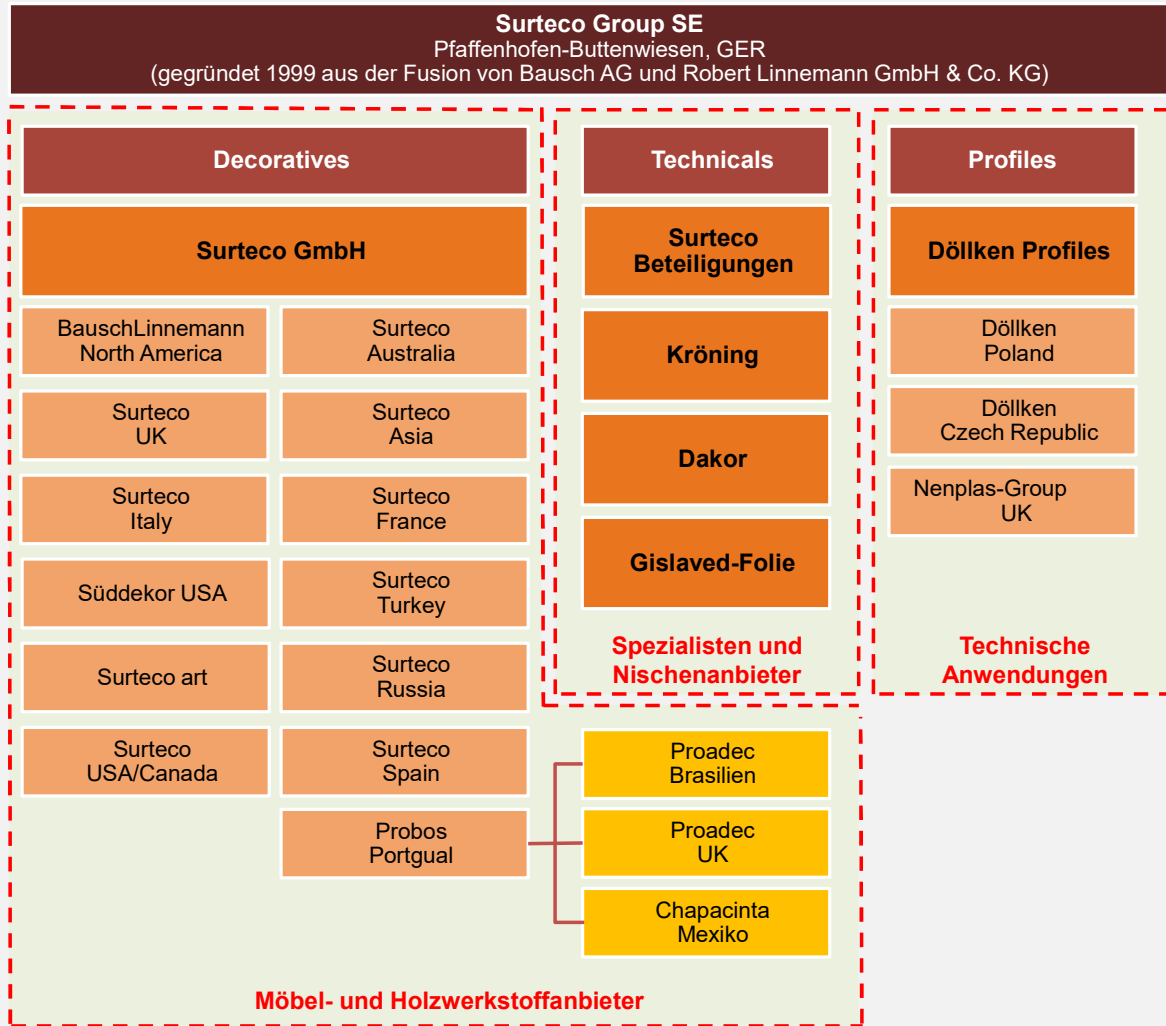 Surteco Group SE
Pfaffenhofen-Buttenwiesen, GER
(gegründet 1999 aus der Fusion von Bausch AG und Robert Linnemann GmbH & Co. KG)
Decoratives
Surteco GmbH
BauschLinnemann
North America
Surteco
Australia
Surteco
UK
Surteco
Asia
Surteco
Italy
Surteco
France
Süddekor USA
Surteco
Turkey
Surteco art
Surteco
Russia
Surteco
USA/Canada
Surteco
Spain
Probos
Portgual
Proadec
Brasilien
Proadec
UK
Chapacinta
Mexiko
Möbel- und Holzwerkstoffanbieter
Technicals
Surteco
Beteiligungen
Kröning
Dakor
Gislaved-Folie
Spezialisten und
Nischenanbieter
Profiles
Döllken Profiles
Döllken
Poland
Döllken
Czech Republic
Nenplas-Group
UK
Technische
Anwendungen